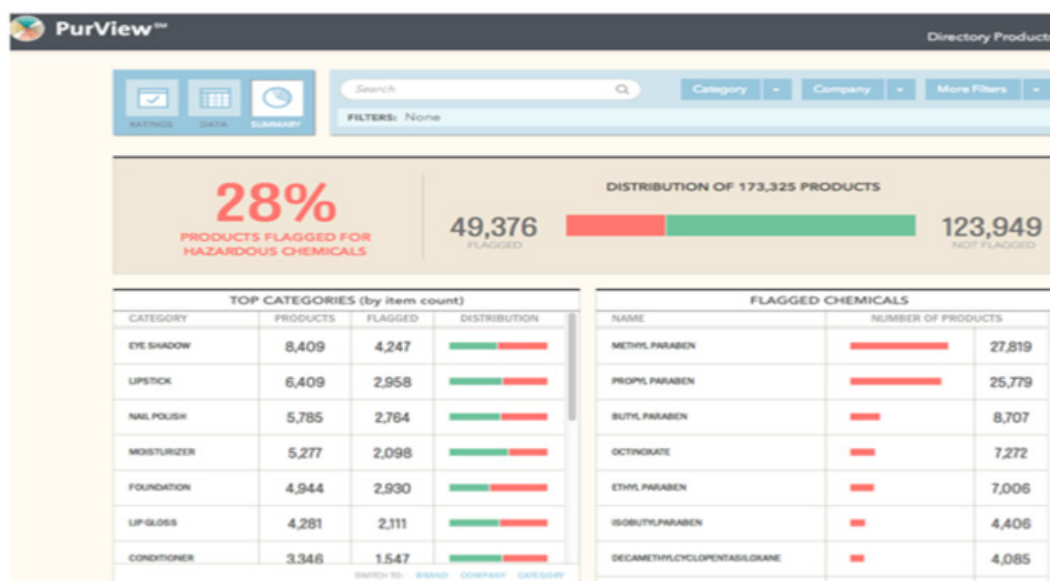 PurView™
Directory Products
Search
Category
Company
More Filters
RATINGS
DATA
SUMMARY
FILTERS: None
28%
PRODUCTS FLAGGED FOR
HAZARDOUS CHEMICALS
DISTRIBUTION OF 173,325 PRODUCTS
49,376
FLAGGED
123,949
NOT FLAGGED
TOP CATEGORIES (by item count)
CATEGORY PRODUCTS FLAGGED DISTRIBUTION
EYE SHADOW 8,409 4,247
LIPSTICK 6,409 2,958
NAIL POLISH 5,785 2,764
MOISTURIZER 5,277 2,098
FOUNDATION 4,944 2,930
LIP GLOSS 4,281 2,111
CONDITIONER 3,346 1,547
SWITCH TO: BRAND COMPANY CATEGORY
FLAGGED CHEMICALS
NAME NUMBER OF PRODUCTS
METHYL PARABEN 27,819
PROPYL PARABEN 25,779
BUTYL PARABEN 8,707
OCTINOXATE 7,272
ETHYL PARABEN 7,006
ISOBUTYLPARABEN 4,406
DECAMETHYLCYCLOPENTASILOXANE 4,085